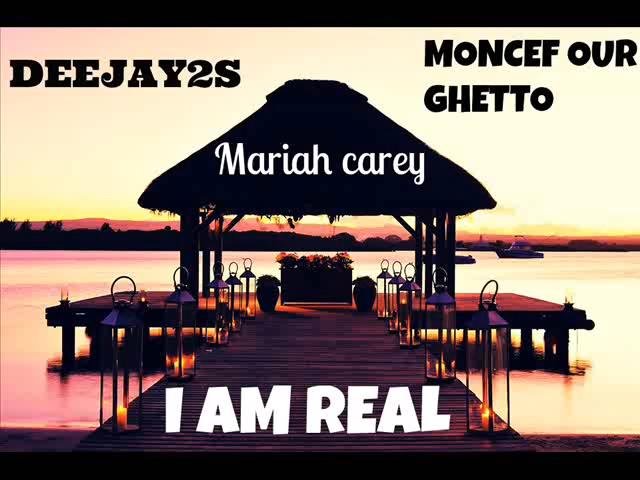 DEEJAY2S
MONCEF OUR
GHETTO
Mariah carey
I AM REAL